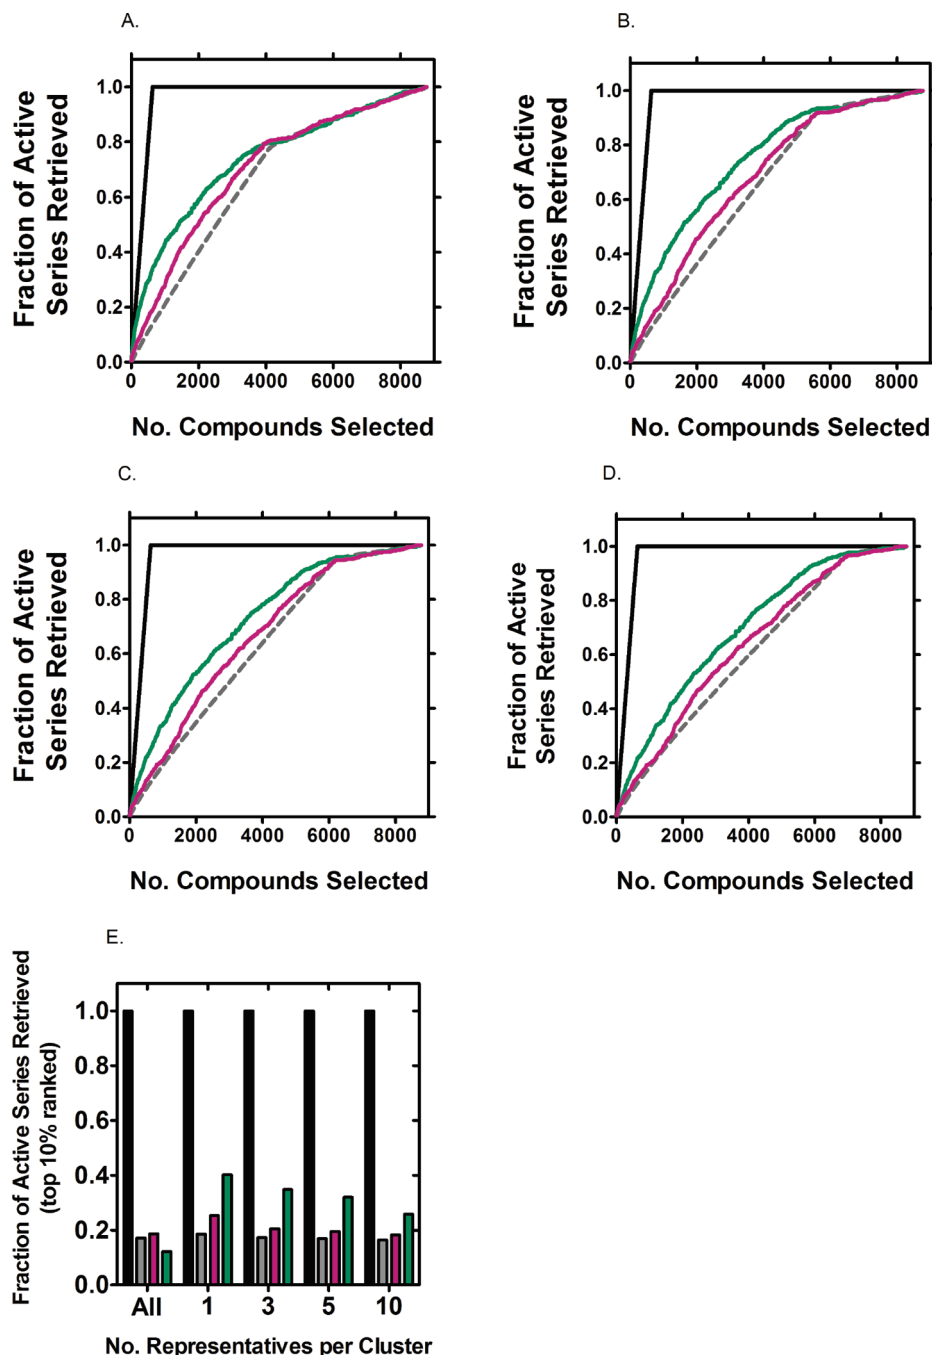 A.
Fraction of Active
Series Retrieved
1.0
0.8
0.6
0.4
0.2
0.0
0 2000 4000 6000 8000
No. Compounds Selected
B.
Fraction of Active
Series Retrieved
1.0
0.8
0.6
0.4
0.2
0.0
0 2000 4000 6000 8000
No. Compounds Selected
C.
Fraction of Active
Series Retrieved
1.0
0.8
0.6
0.4
0.2
0.0
0 2000 4000 6000 8000
No. Compounds Selected
D.
Fraction of Active
Series Retrieved
1.0
0.8
0.6
0.4
0.2
0.0
0 2000 4000 6000 8000
No. Compounds Selected
E.
Fraction of Active Series Retrieved
(top 10% ranked)
1.0
0.8
0.6
0.4
0.2
0.0
All 1 3 5 10
No. Representatives per Cluster